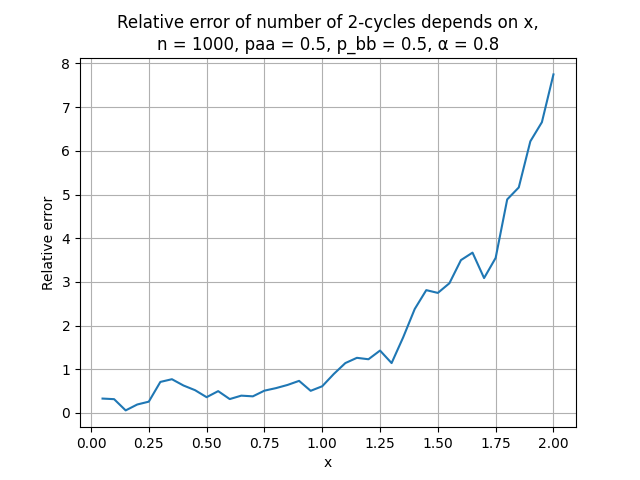 Relative error of number of 2-cycles depends on x,
n = 1000, paa = 0.5, p_bb = 0.5, α = 0.8
8
7
6
5
4
3
2
1
0
Relative error
0.00 0.25 0.50 0.75 1.00 1.25 1.50 1.75 2.00
x